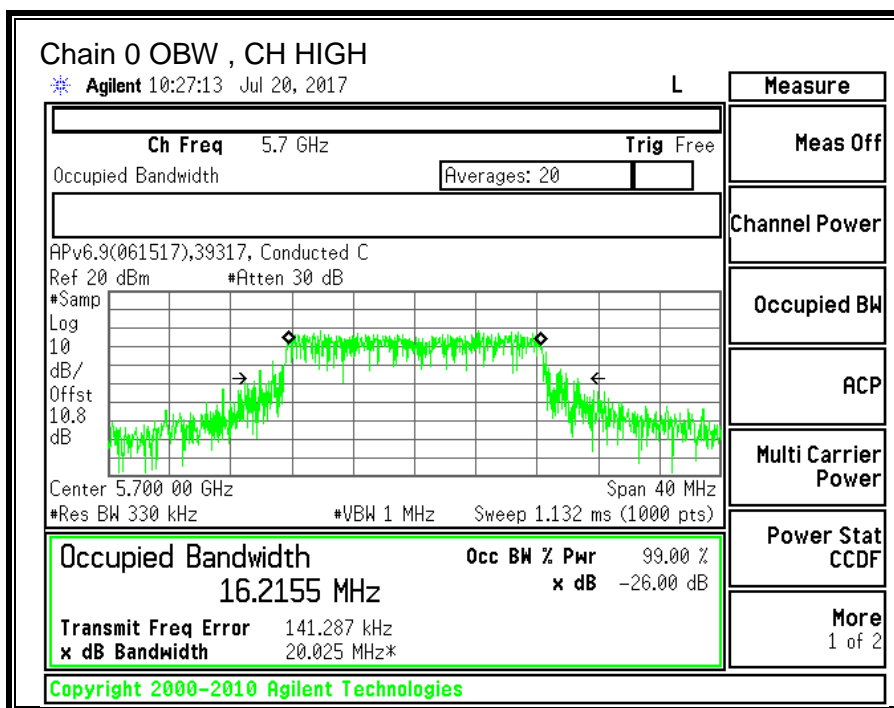 Chain 0 OBW , CH HIGH
Agilent 10:27:13 Jul 20, 2017 L
Ch Freq 5.7 GHz Trig Free
Occupied Bandwidth Averages: 20
APv6.9(061517),39317, Conducted C
Ref 20 dBm #Atten 30 dB
#Samp
Log
10
dB/
Offst
10.8
dB
Center 5.700 00 GHz Span 40 MHz
#Res BW 330 kHz #VBW 1 MHz Sweep 1.132 ms (1000 pts)
Occupied Bandwidth Occ BW % Pwr 99.00 %
16.2155 MHz x dB -26.00 dB
Transmit Freq Error 141.287 kHz
x dB Bandwidth 20.025 MHz*
Copyright 2000-2010 Agilent Technologies
Measure
Meas Off
Channel Power
Occupied BW
ACP
Multi Carrier
Power
Power Stat
CCDF
More
1 of 2